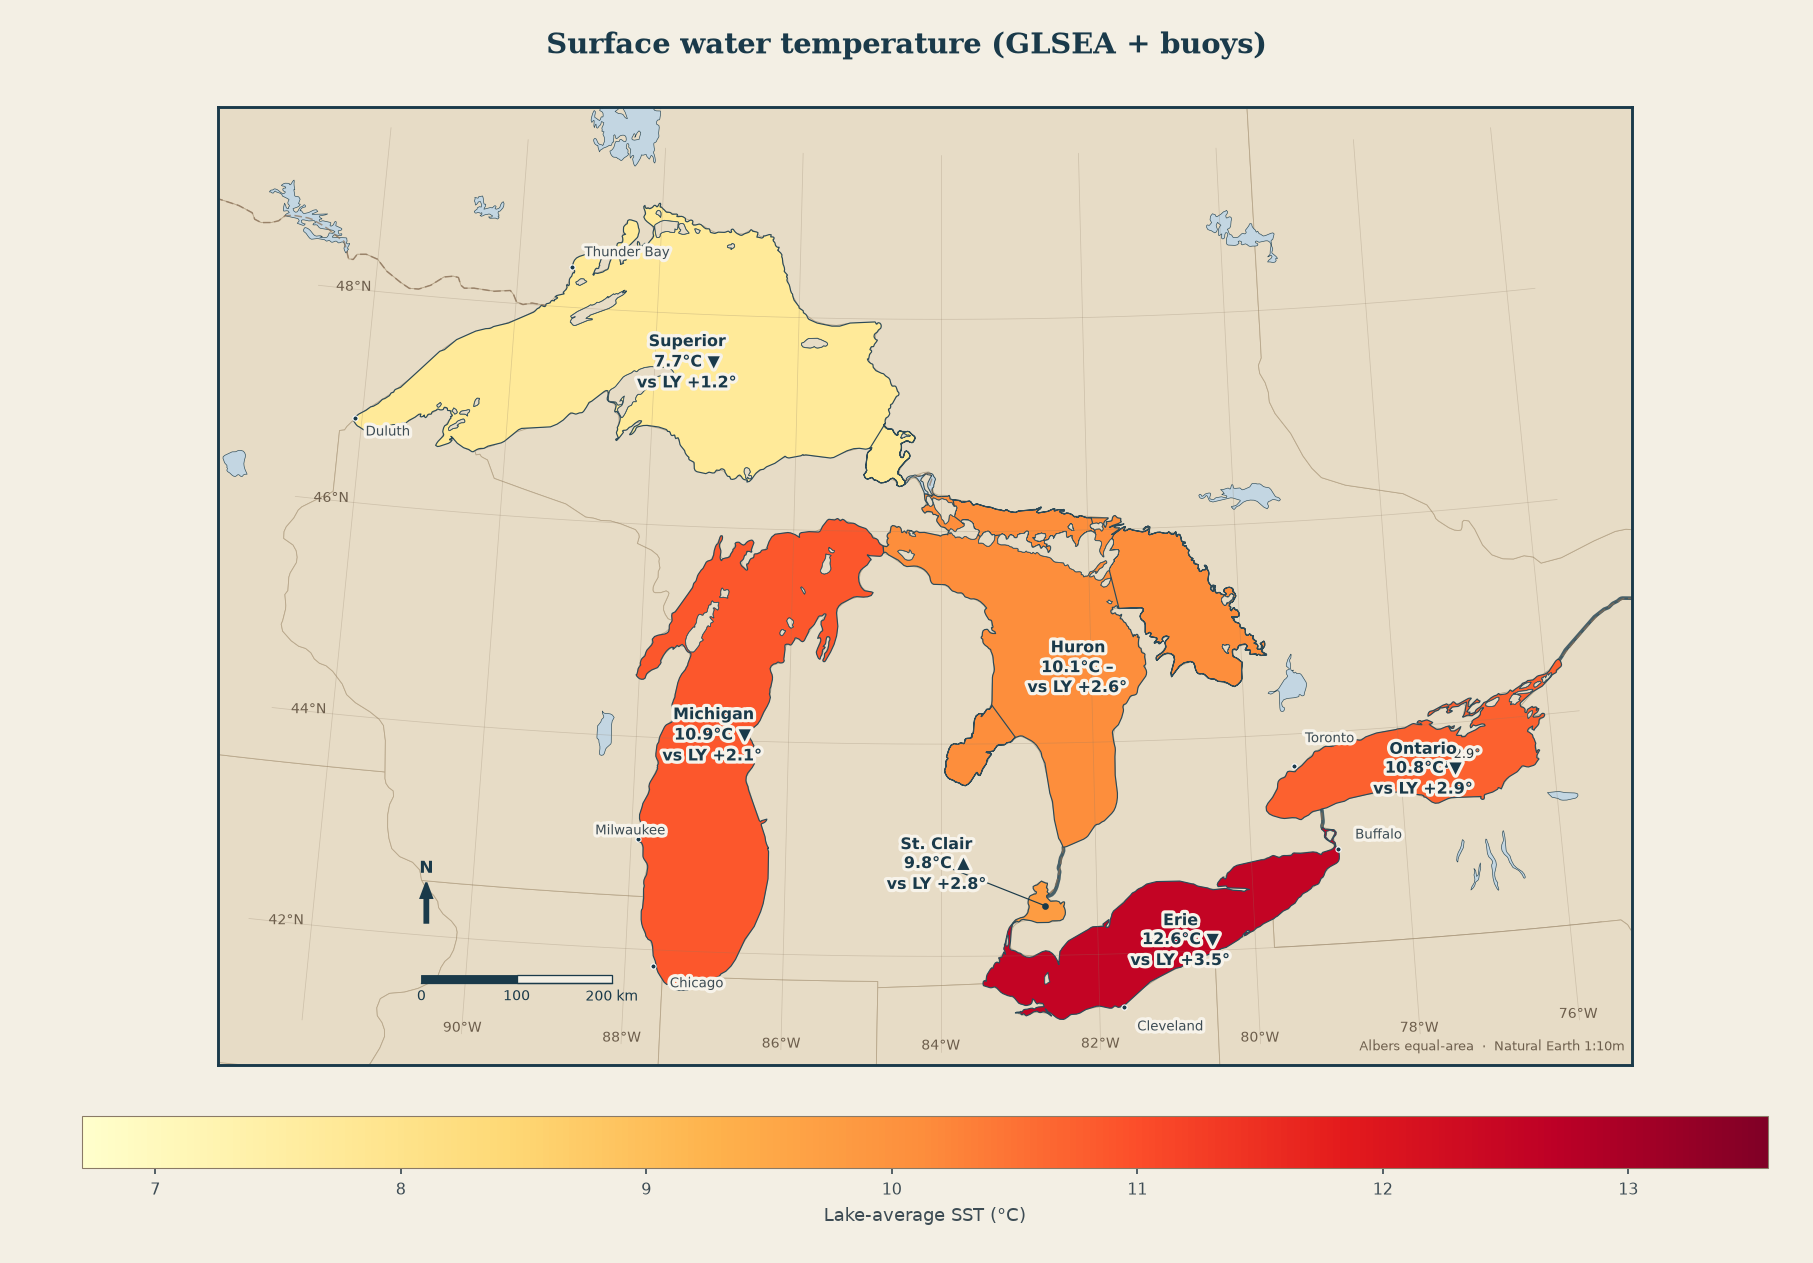 Surface water temperature (GLSEA + buoys)
Thunder Bay
48°N
Superior
7.7°C ▼
vs LY +1.2°
Duluth
46°N
Huron
10.1°C –
vs LY +2.6°
44°N
Michigan
10.9°C ▼
vs LY +2.1°
Toronto
Ontario
2.9°
10.8°C ▼
vs LY +2.9°
Milwaukee
Buffalo
St. Clair
9.8°C ▲
vs LY +2.8°
N
42°N
Erie
12.6°C ▼
vs LY +3.5°
Chicago
0 100 200 km
Cleveland
90°W 88°W 86°W 84°W 82°W 80°W 78°W 76°W
Albers equal-area · Natural Earth 1:10m
7 8 9 10 11 12 13
Lake-average SST (°C)